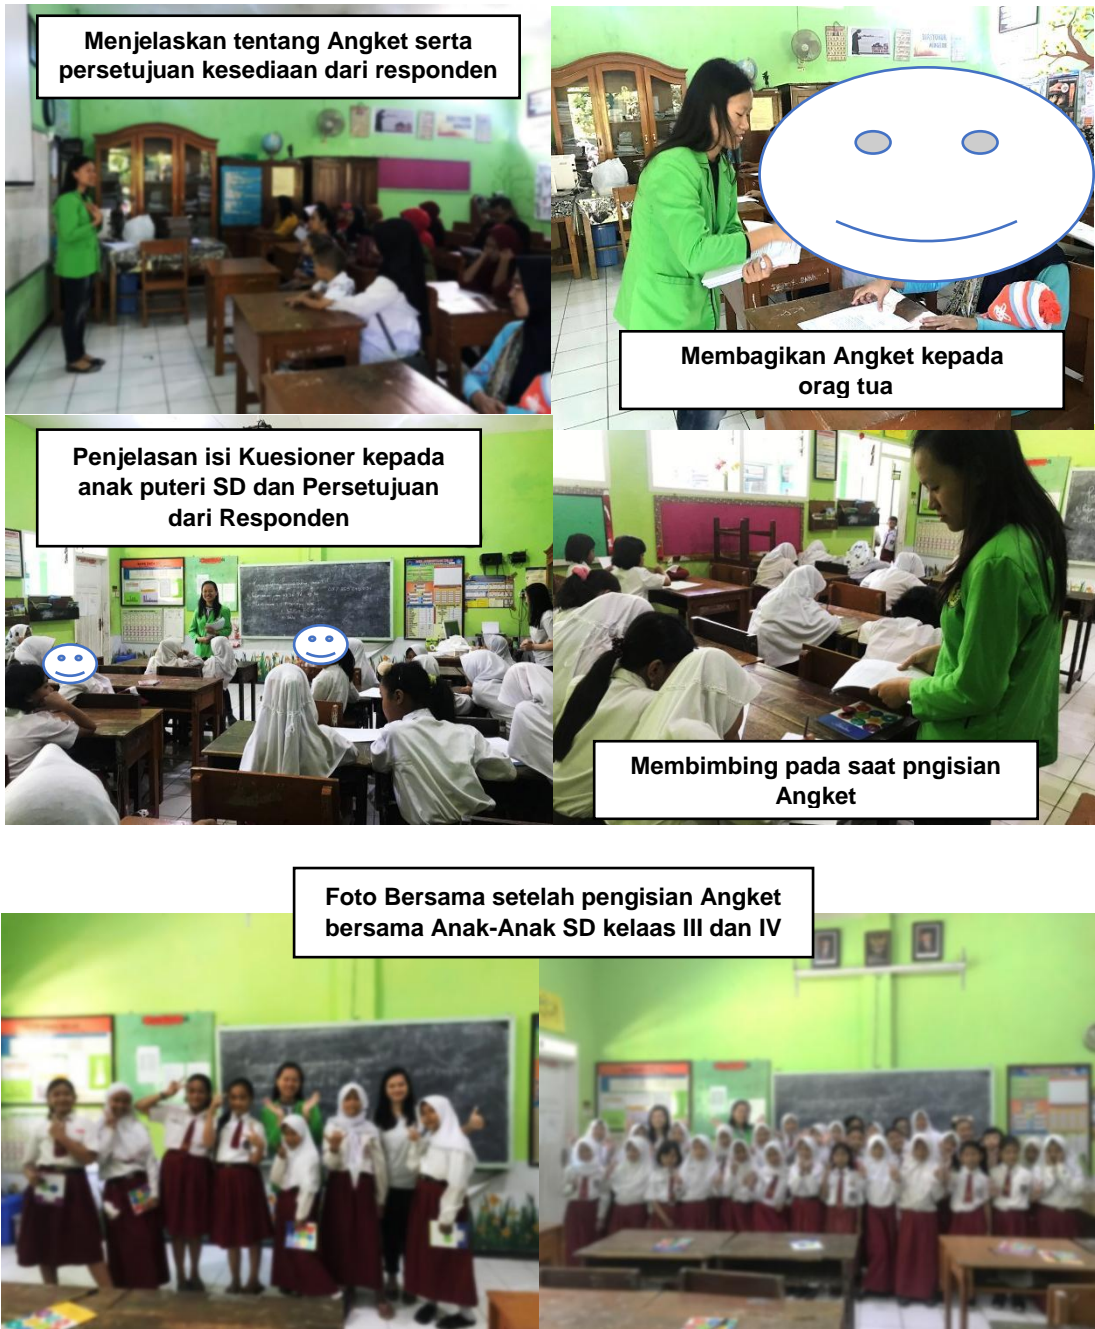 Menjelaskan tentang Angket serta
persetujuan kesediaan dari responden
Membagikan Angket kepada
orag tua
Penjelasan isi Kuesioner kepada
anak puteri SD dan Persetujuan
dari Responden
Membimbing pada saat pngisian
Angket
Foto Bersama setelah pengisian Angket
bersama Anak-Anak SD kelaas III dan IV